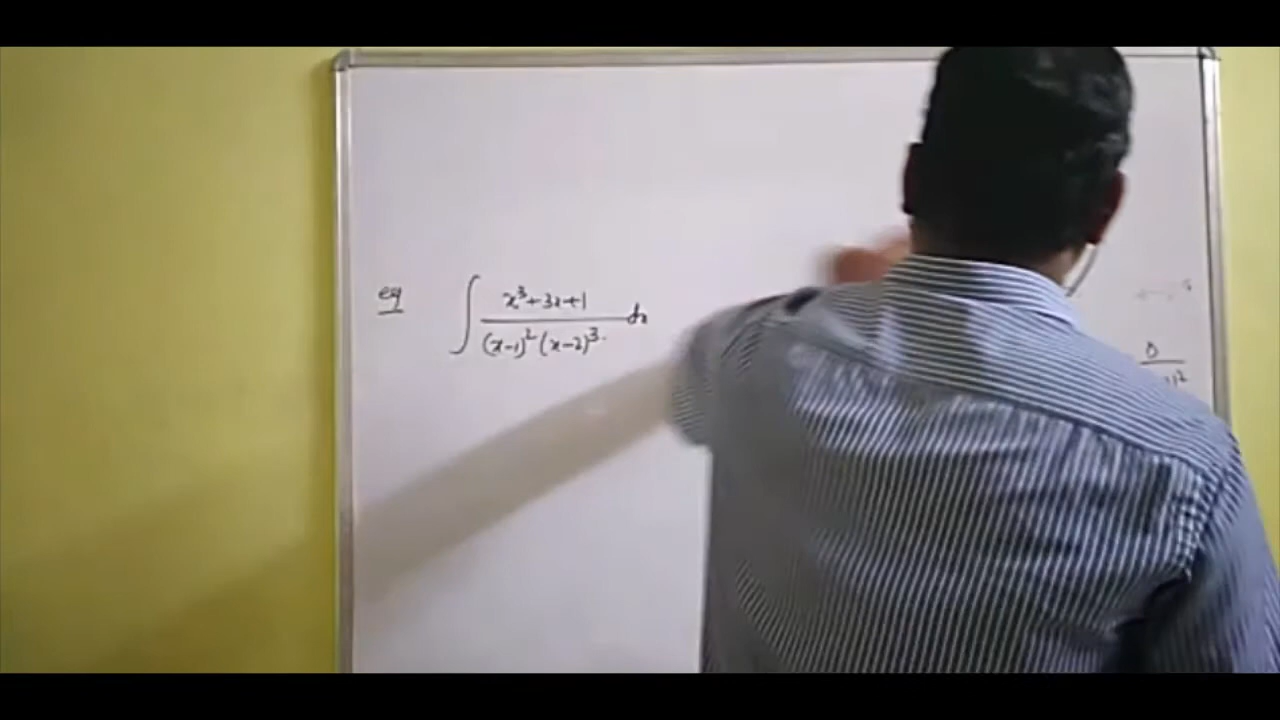 eg ∫ x³+3x+1 / (x-1)² (x-2)³ dx